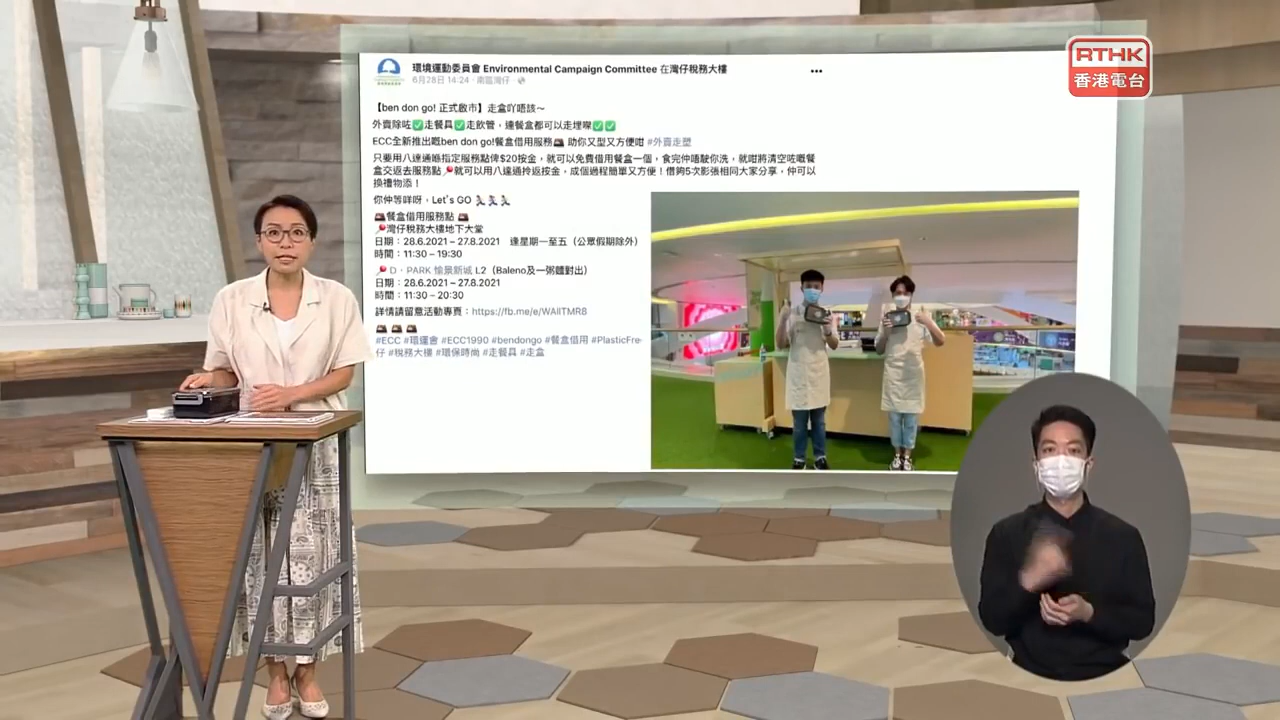 RTHK
香港電台
環境運動委員會 Environmental Campaign Committee 在灣仔稅務大樓
6月28日 14:24 · 南區灣仔 ·
【ben don go! 正式啟市】走盒吖唔該～
外賣除咗✅走餐具✅走飲管，連餐盒都可以走埋㗎✅✅
ECC全新推出嘅ben don go!餐盒借用服務🍱 助你又型又方便咁 #外賣走塑
只要用八達通喺指定服務點俾$20按金，就可以免費借用餐盒一個，食完仲唔駛你洗，就咁將清空咗嘅餐
盒交返去服務點📍就可以用八達通拎返按金，成個過程簡單又方便！借夠5次影張相同大家分享，仲可以
換禮物添！
你仲等咩呀，Let's GO
🍱餐盒借用服務點 🍱
📍灣仔稅務大樓地下大堂
日期：28.6.2021 – 27.8.2021 逢星期一至五（公眾假期除外）
時間：11:30 – 19:30
📍 D · PARK 愉景新城 L2（Baleno及一粥麵對出）
日期：28.6.2021 – 27.8.2021
時間：11:30 – 20:30
詳情請留意活動專頁：https://fb.me/e/WAllTMR8
🍱 🍱 🍱
#ECC #環運會 #ECC1990 #bendongo #餐盒借用 #PlasticFre
仔 #稅務大樓 #環保時尚 #走餐具 #走盒